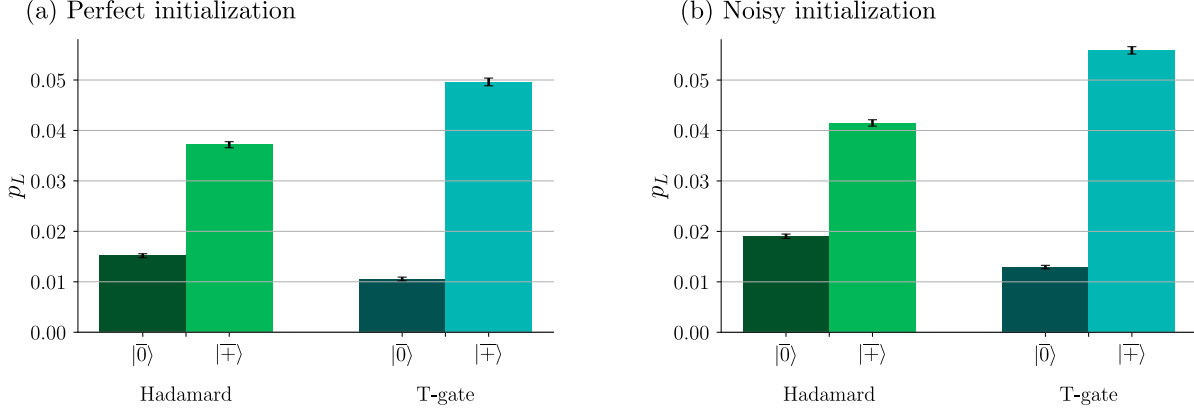 (a) Perfect initialization
p_L
0.05
0.04
0.03
0.02
0.01
0.00
|0̅⟩ |+̅⟩ |0̅⟩ |+̅⟩
Hadamard T-gate
(b) Noisy initialization
p_L
0.05
0.04
0.03
0.02
0.01
0.00
|0̅⟩ |+̅⟩ |0̅⟩ |+̅⟩
Hadamard T-gate